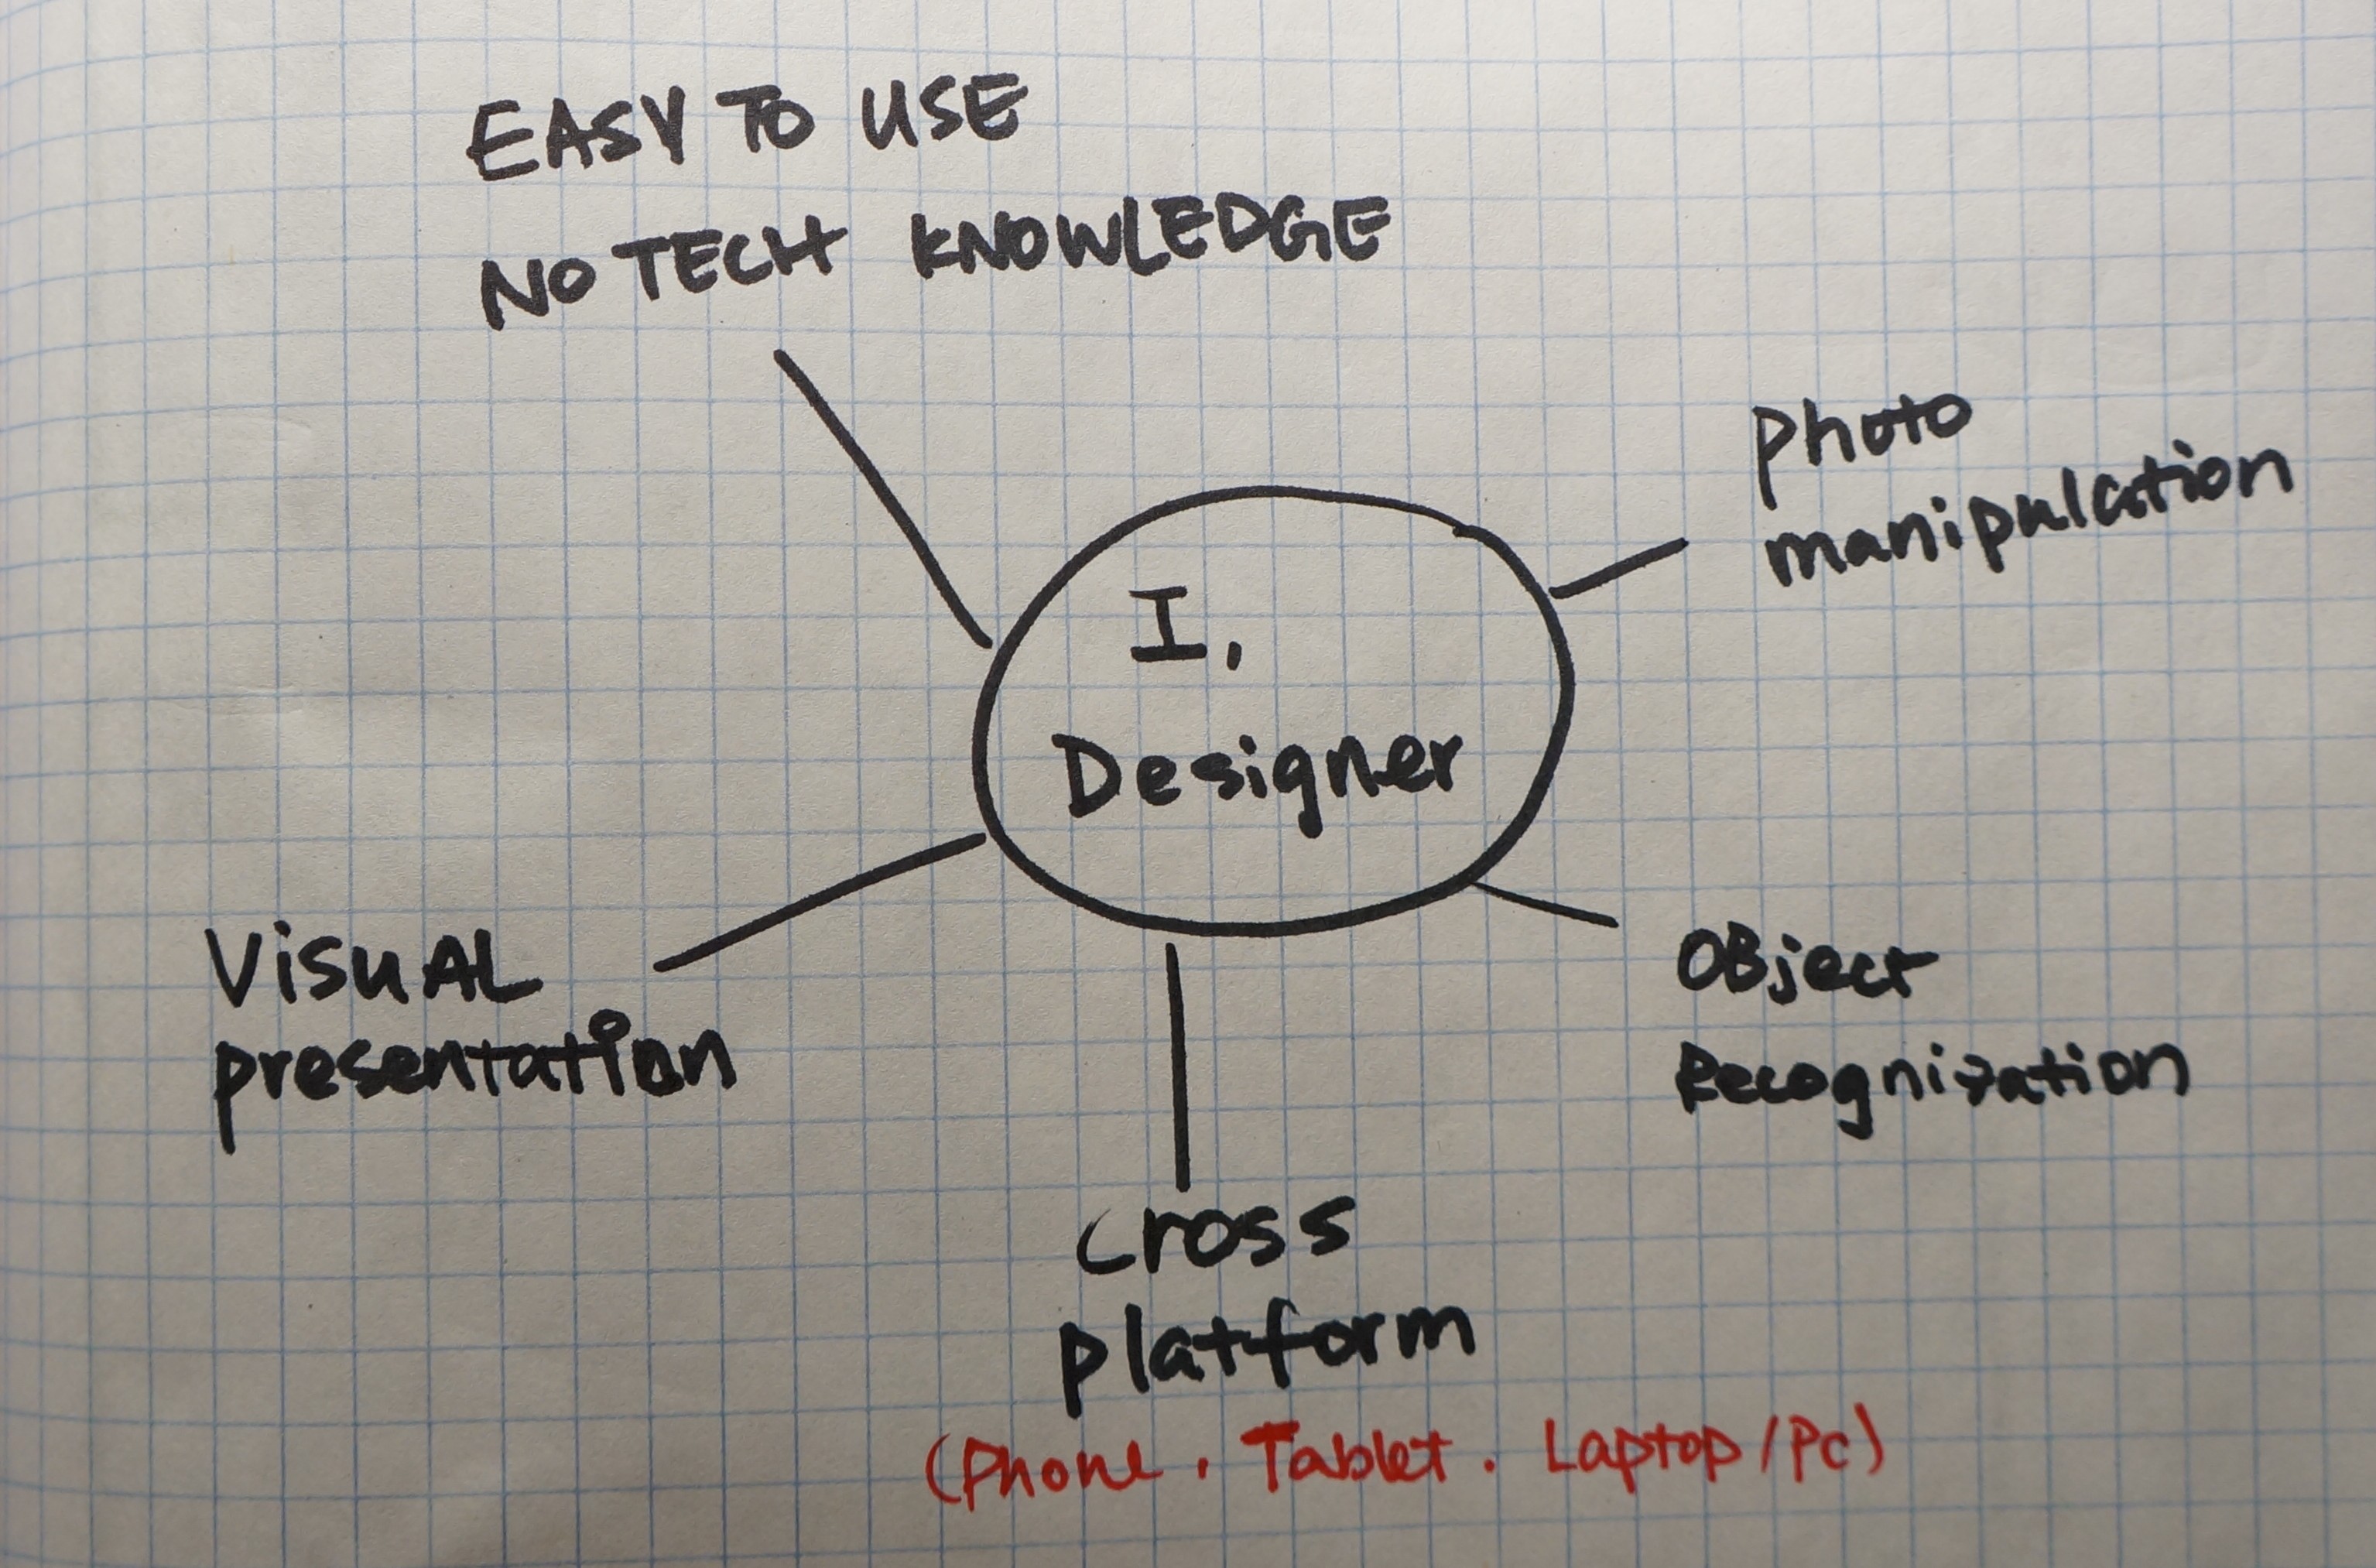 EASY TO USE
NO TECH KNOWLEDGE
Photo
manipulation
I,
Designer
VISUAL
presentation
OBject
Recognization
cross
platform
(Phone, Tablet. Laptop/Pc)